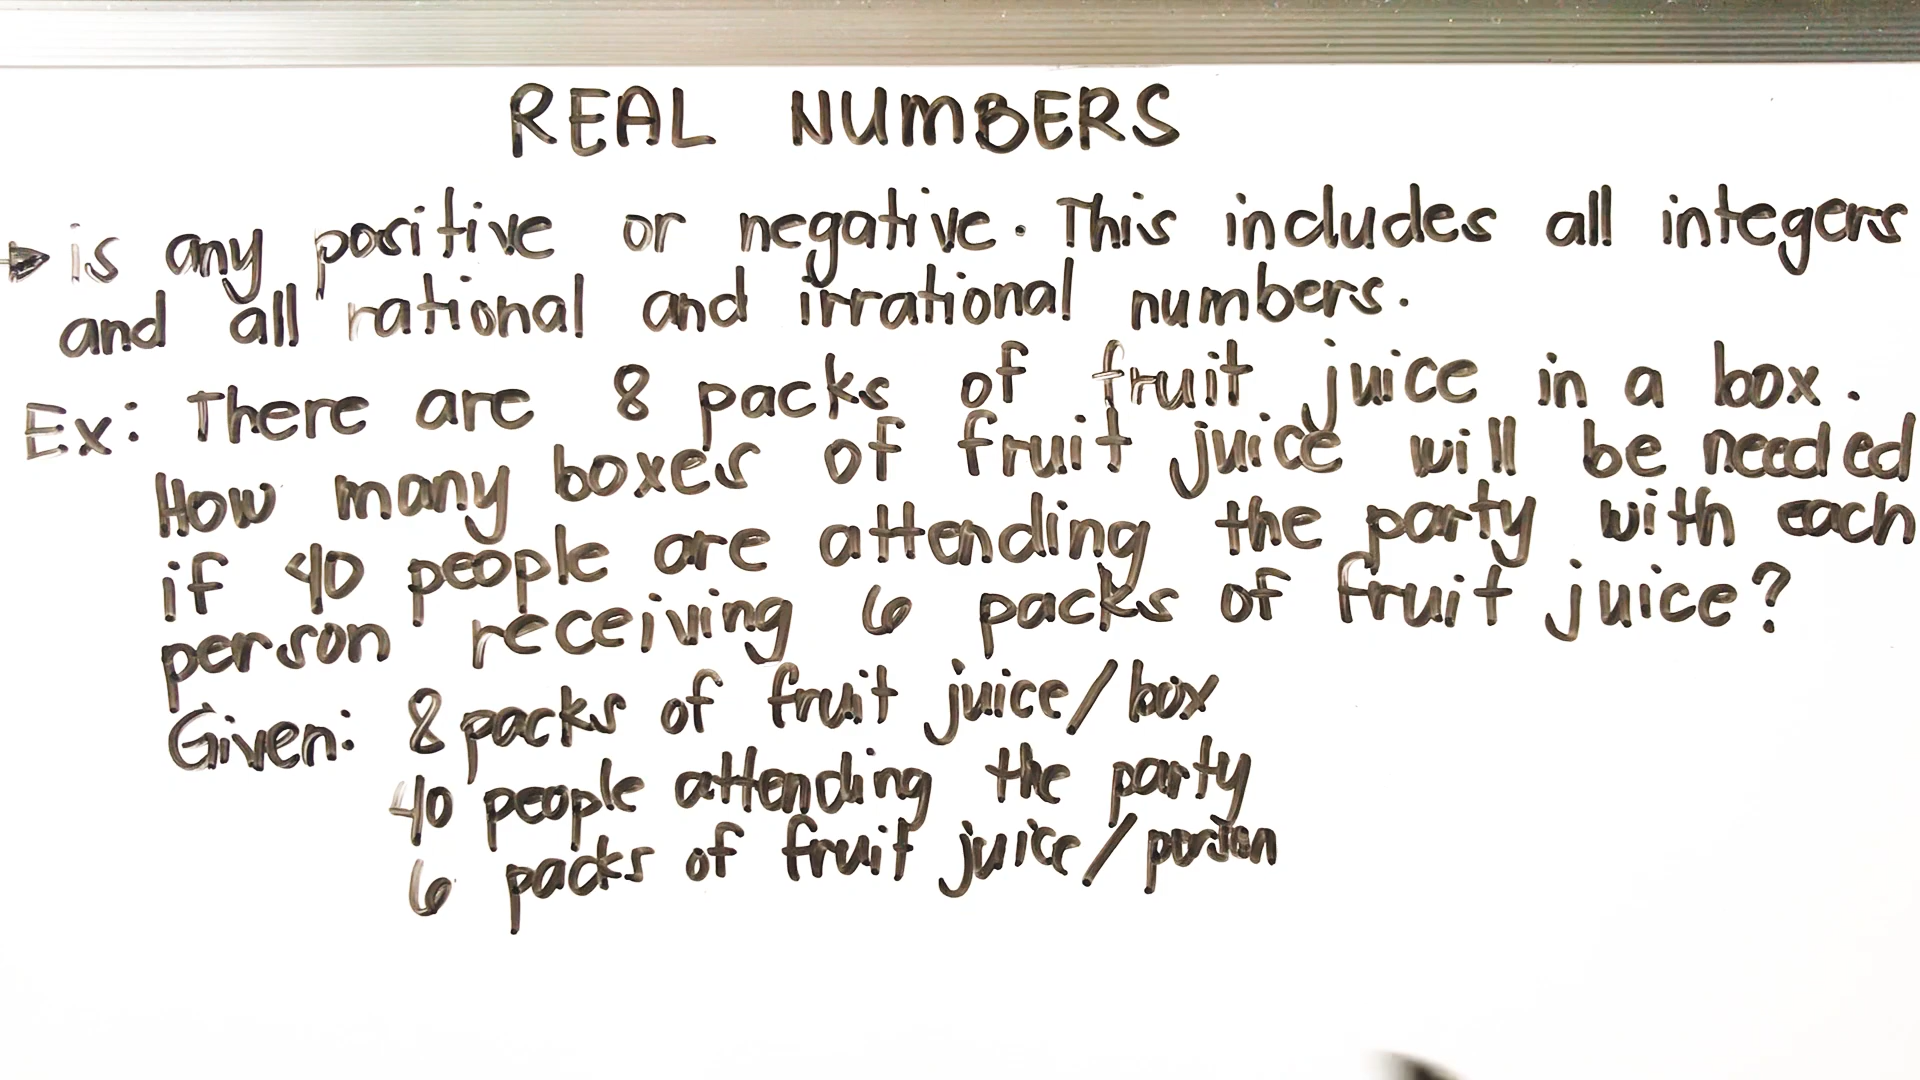 REAL NUMBERS
is any positive or negative. This includes all integers
and all rational and irrational numbers.
Ex: There are 8 packs of fruit juice in a box.
How many boxes of fruit juice will be needed
if 40 people are attending the party with each
person receiving 6 packs of fruit juice?
Given: 8 packs of fruit juice/box
40 people attending the party
6 packs of fruit juice/person